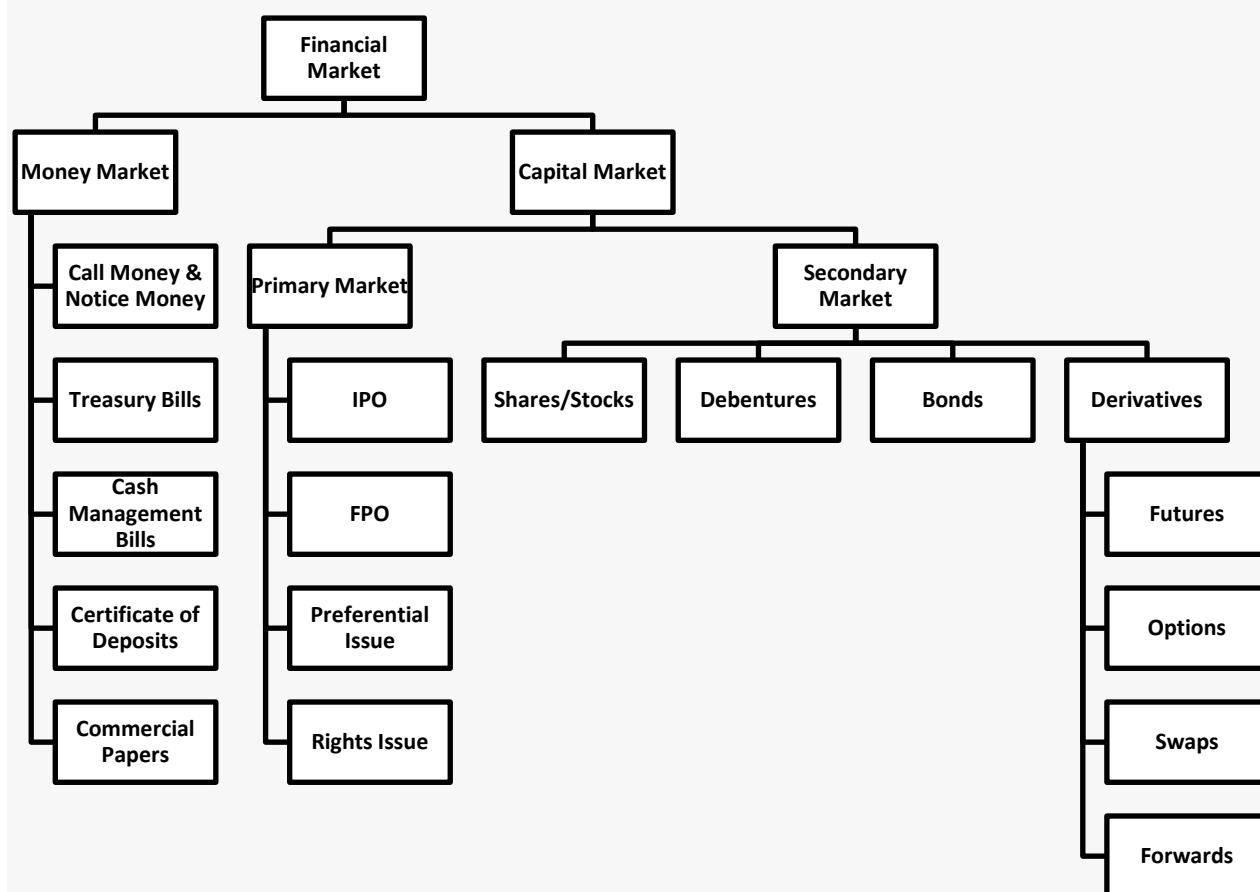 Financial
Market
Money Market
Capital Market
Call Money &
Notice Money
Primary Market
Secondary
Market
Treasury Bills
IPO
Shares/Stocks
Debentures
Bonds
Derivatives
Cash
Management
Bills
FPO
Futures
Certificate of
Deposits
Preferential
Issue
Options
Commercial
Papers
Rights Issue
Swaps
Forwards